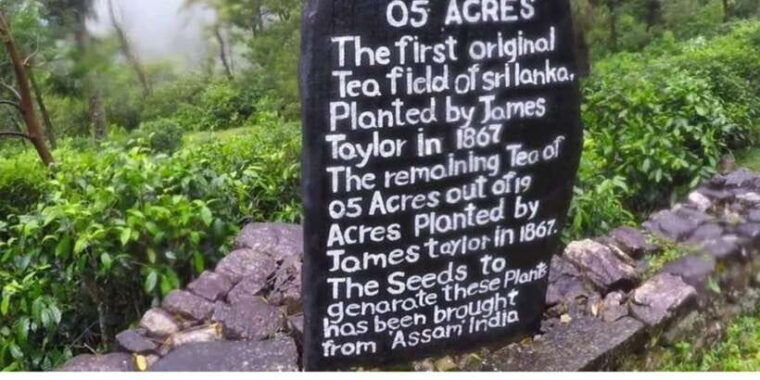 05 ACRES
The first original
Tea field of sri lanka.
Planted by James
Taylor in 1867
The remaining Tea of
05 Acres out of 19
Acres Planted by
James taylor in 1867.
The Seeds to
genarate these Plants
has been brought
from 'Assam' India